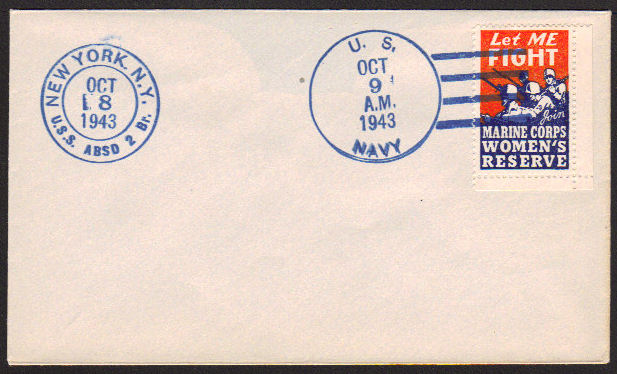 NEW YORK, N.Y.
OCT
8
1943
U.S.S. ABSD 2 Br.
U. S.
OCT
9
A.M.
1943
NAVY
Let ME
FIGHT
Join
MARINE CORPS
WOMEN'S
RESERVE